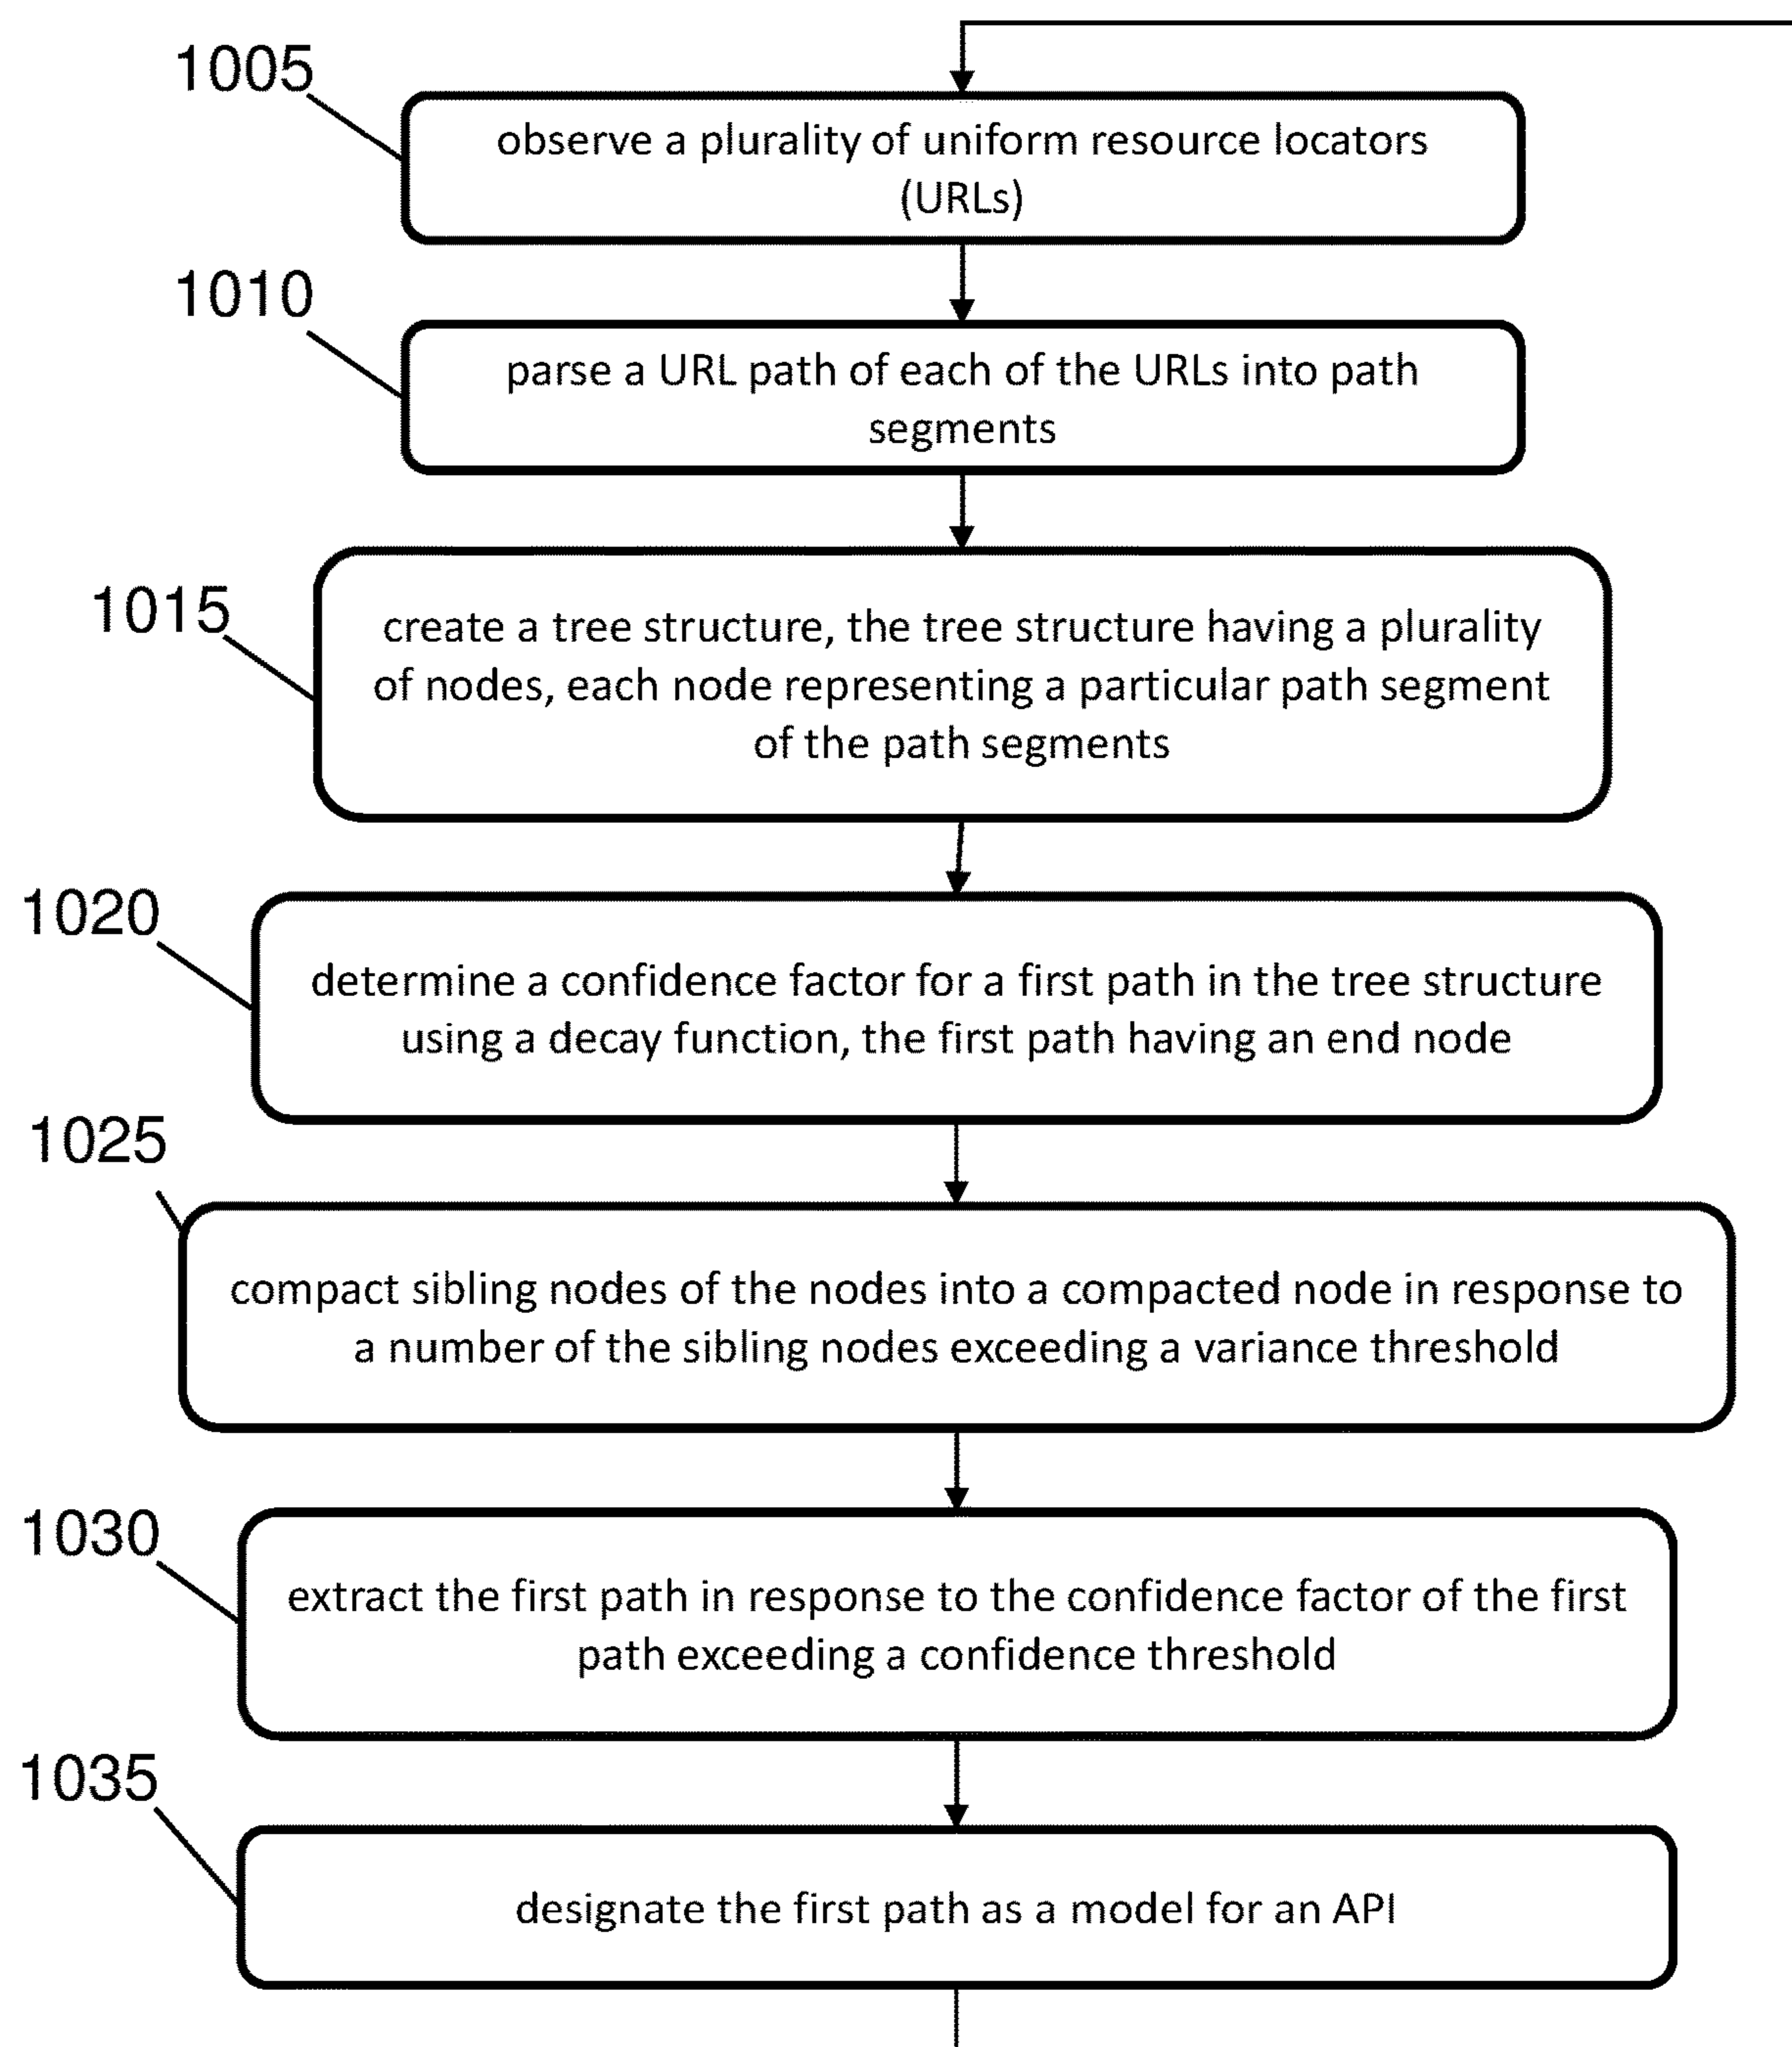 1005
observe a plurality of uniform resource locators
(URLs)
1010
parse a URL path of each of the URLs into path
segments
1015
create a tree structure, the tree structure having a plurality
of nodes, each node representing a particular path segment
of the path segments
1020
determine a confidence factor for a first path in the tree structure
using a decay function, the first path having an end node
1025
compact sibling nodes of the nodes into a compacted node in response to
a number of the sibling nodes exceeding a variance threshold
1030
extract the first path in response to the confidence factor of the first
path exceeding a confidence threshold
1035
designate the first path as a model for an API